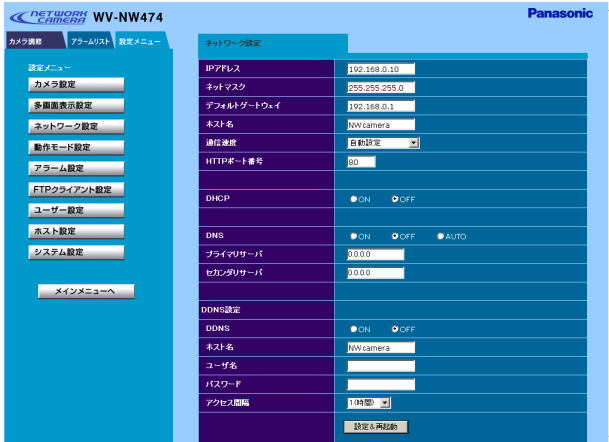 NETWORK CAMERA WV-NW474
Panasonic
カメラ調節 アラームリスト 設定メニュー
ネットワーク設定
設定メニュー
カメラ設定
多画面表示設定
ネットワーク設定
動作モード設定
アラーム設定
FTPクライアント設定
ユーザー設定
ホスト設定
システム設定
メインメニューへ
IPアドレス 192.168.0.10
ネットマスク 255.255.255.0
デフォルトゲートウェイ 192.168.0.1
ホスト名 NWcamera
通信速度 自動設定
HTTPポート番号 80
DHCP ON OFF
DNS ON OFF AUTO
プライマリサーバ 0.0.0.0
セカンダリサーバ 0.0.0.0
DDNS設定
DDNS ON OFF
ホスト名 NWcamera
ユーザ名
パスワード
アクセス間隔 1(時間)
設定&再起動